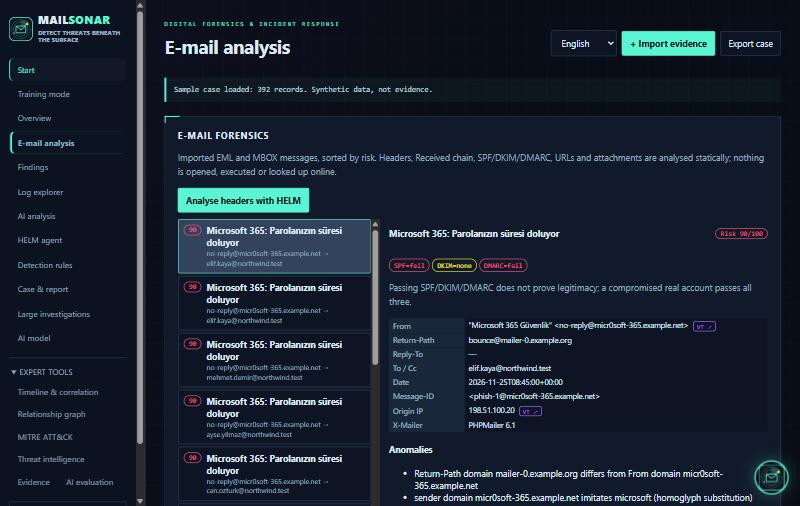 MAILSONAR
DETECT THREATS BENEATH
THE SURFACE
Start
Training mode
Overview
E-mail analysis
Findings
Log explorer
AI analysis
HELM agent
Detection rules
Case & report
Large investigations
AI model
▼ EXPERT TOOLS
Timeline & correlation
Relationship graph
MITRE ATT&CK
Threat intelligence
Evidence
AI evaluation
DIGITAL FORENSICS & INCIDENT RESPONSE
E-mail analysis
English
+ Import evidence
Export case
Sample case loaded: 392 records. Synthetic data, not evidence.
E-MAIL FORENSICS
Imported EML and MBOX messages, sorted by risk. Headers, Received chain, SPF/DKIM/DMARC, URLs and attachments are analysed statically; nothing
is opened, executed or looked up online.
Analyse headers with HELM
90 Microsoft 365: Parolanızın süresi
doluyor
no-reply@micr0soft-365.example.net →
elif.kaya@northwind.test
90 Microsoft 365: Parolanızın süresi
doluyor
no-reply@micr0soft-365.example.net →
elif.kaya@northwind.test
90 Microsoft 365: Parolanızın süresi
doluyor
no-reply@micr0soft-365.example.net →
mehmet.demir@northwind.test
90 Microsoft 365: Parolanızın süresi
doluyor
no-reply@micr0soft-365.example.net →
ayse.yilmaz@northwind.test
90 Microsoft 365: Parolanızın süresi
doluyor
no-reply@micr0soft-365.example.net →
can.ozturk@northwind.test
Microsoft 365: Parolanızın süresi doluyor
Risk 90/100
SPF=fail DKIM=none DMARC=fail
Passing SPF/DKIM/DMARC does not prove legitimacy; a compromised real account passes all
three.
From "Microsoft 365 Güvenlik" <no-reply@micr0soft-365.example.net> VT ↗
Return-Path bounce@mailer-0.example.org
Reply-To —
To / Cc elif.kaya@northwind.test
Date 2026-11-25T08:45:00+00:00
Message-ID <phish-1@micr0soft-365.example.net>
Origin IP 198.51.100.20 VT ↗
X-Mailer PHPMailer 6.1
Anomalies
• Return-Path domain mailer-0.example.org differs from From domain micr0soft-
365.example.net
• sender domain micr0soft-365.example.net imitates microsoft (homoglyph substitution)